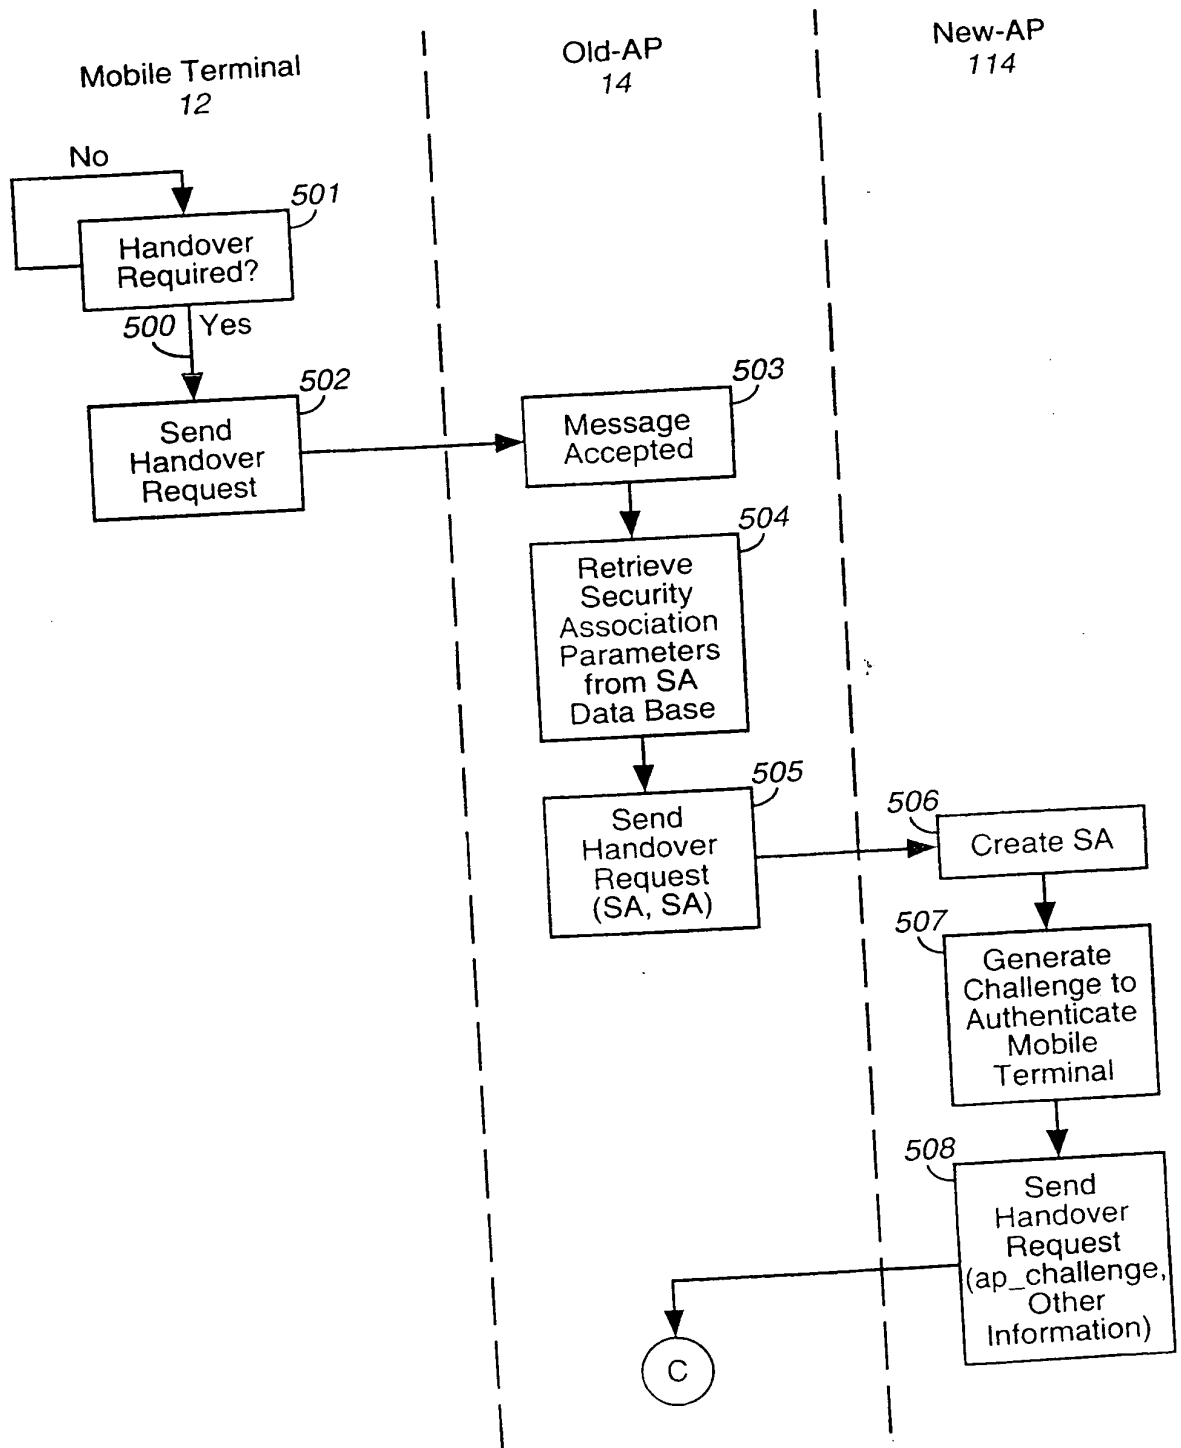 Mobile Terminal
12
Old-AP
14
New-AP
114
No
501
Handover
Required?
500
Yes
502
Send
Handover
Request
503
Message
Accepted
504
Retrieve
Security
Association
Parameters
from SA
Data Base
505
Send
Handover
Request
(SA, SA)
506
Create SA
507
Generate
Challenge to
Authenticate
Mobile
Terminal
508
Send
Handover
Request
(ap_challenge,
Other
Information)
C